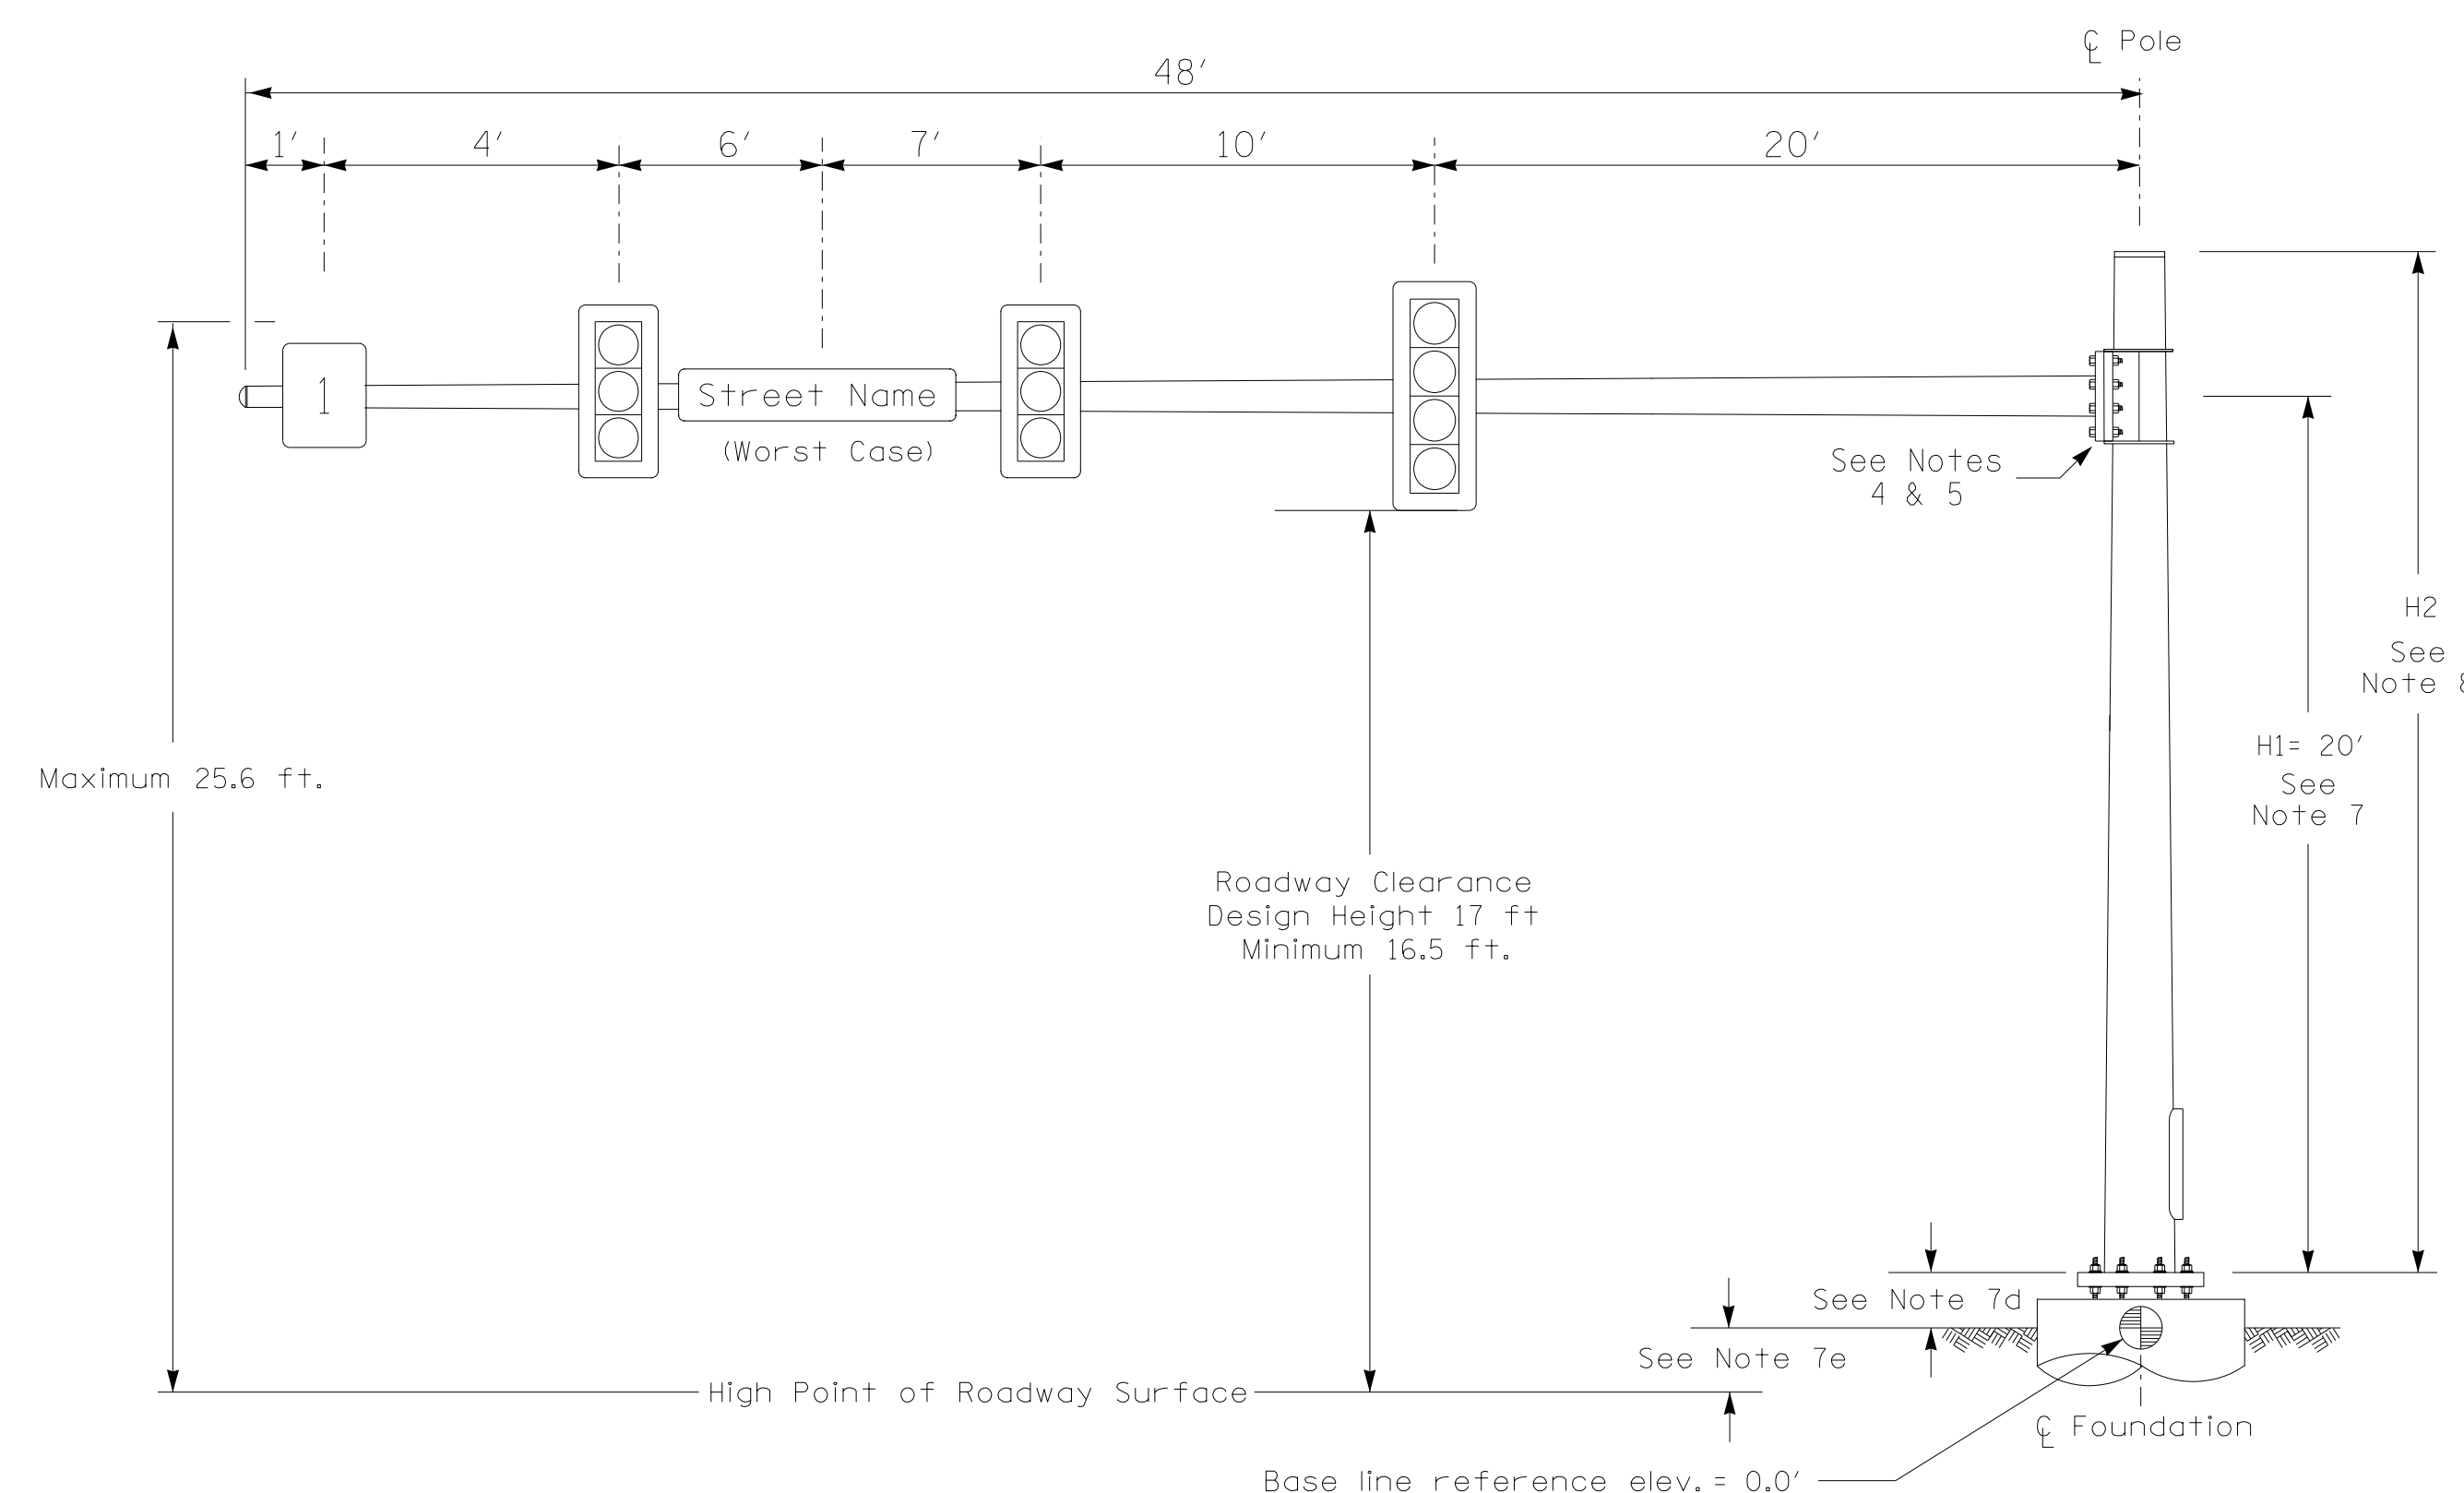 ℄ Pole
48'
1'
4'
6'
7'
10'
20'
1
Street Name
(Worst Case)
See Notes
4 & 5
H2
See
Note 8
H1= 20'
See
Note 7
Maximum 25.6 ft.
Roadway Clearance
Design Height 17 ft
Minimum 16.5 ft.
See Note 7d
See Note 7e
High Point of Roadway Surface
℄ Foundation
Base line reference elev. = 0.0'